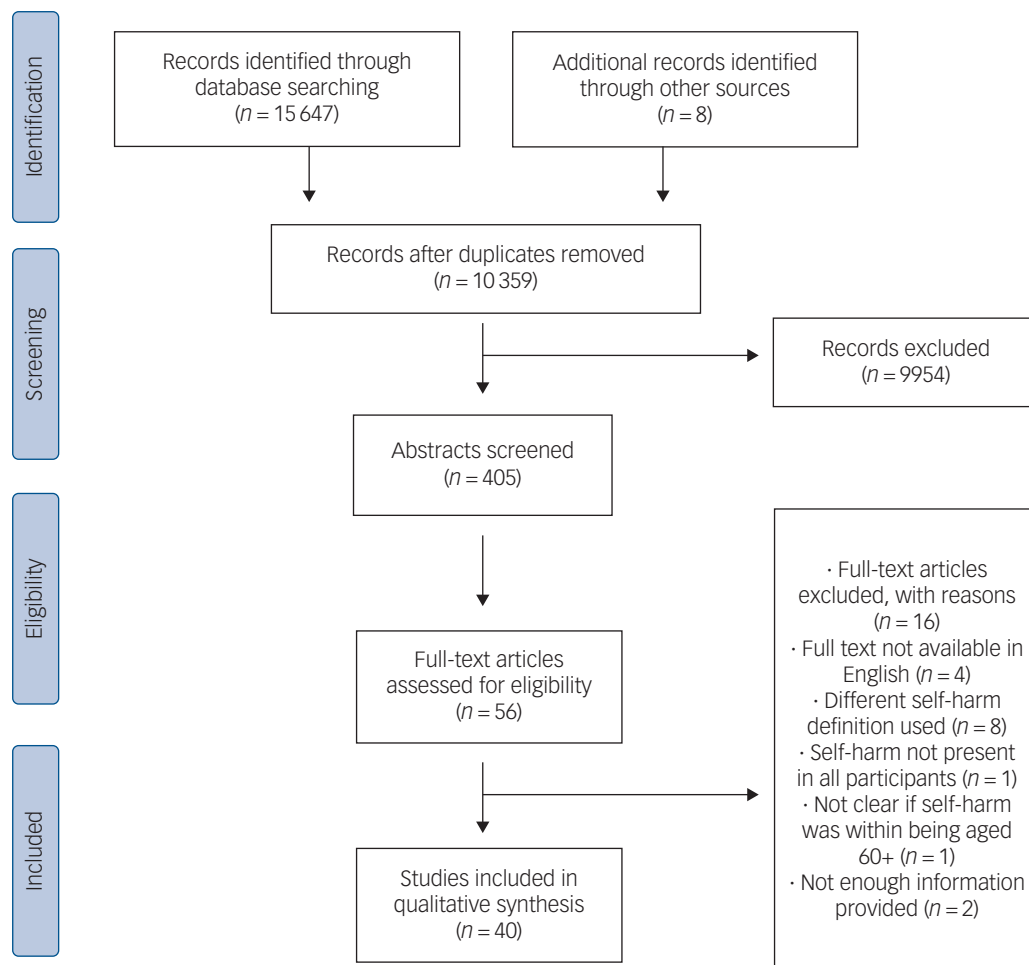 Identification
Records identified through
database searching
(n = 15 647)
Additional records identified
through other sources
(n = 8)
Records after duplicates removed
(n = 10 359)
Screening
Records excluded
(n = 9954)
Abstracts screened
(n = 405)
Eligibility
Full-text articles
assessed for eligibility
(n = 56)
· Full-text articles
excluded, with reasons
(n = 16)
· Full text not available in
English (n = 4)
· Different self-harm
definition used (n = 8)
· Self-harm not present
in all participants (n = 1)
· Not clear if self-harm
was within being aged
60+ (n = 1)
· Not enough information
provided (n = 2)
Included
Studies included in
qualitative synthesis
(n = 40)